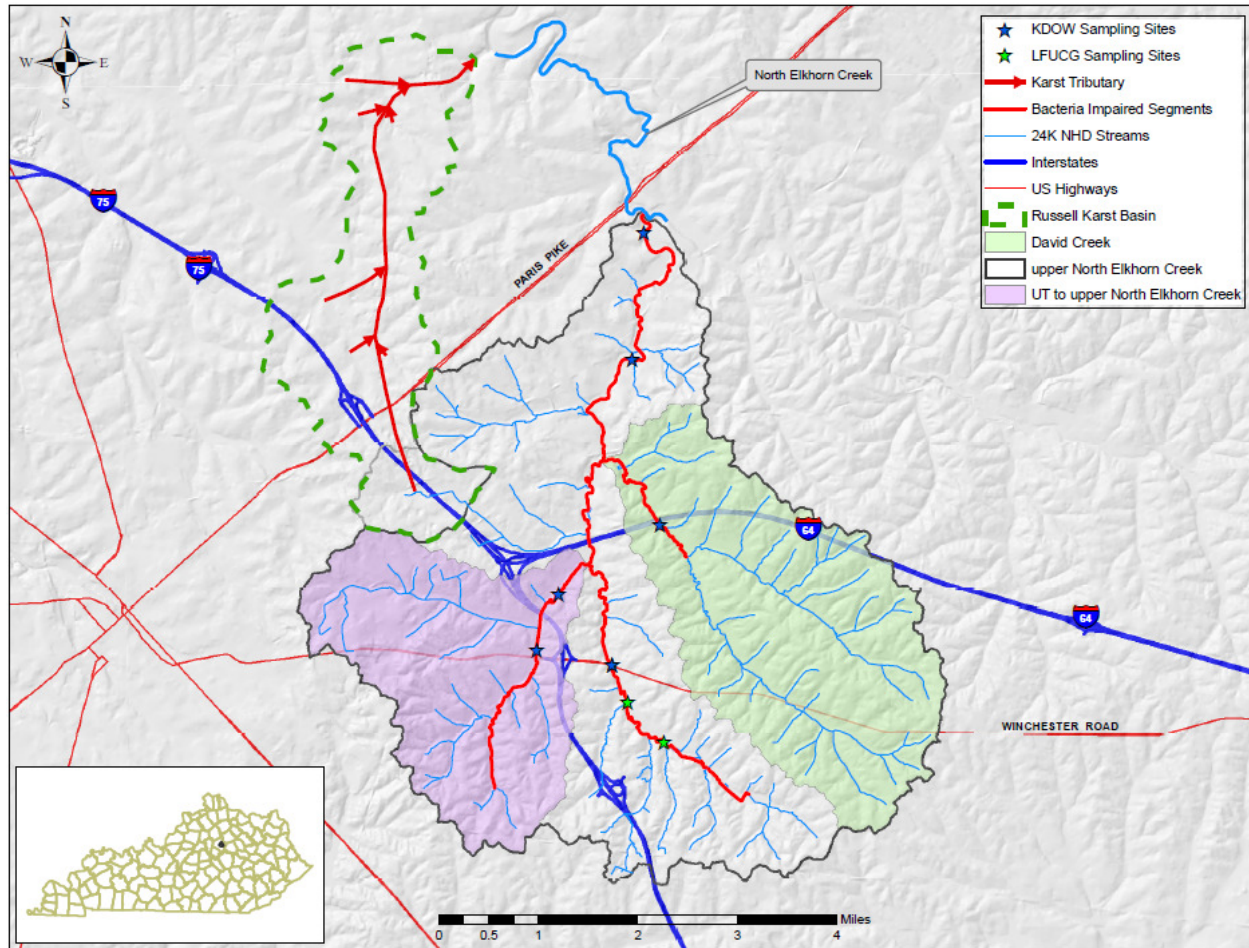 N
W E
S
KDOW Sampling Sites
LFUCG Sampling Sites
Karst Tributary
Bacteria Impaired Segments
24K NHD Streams
Interstates
US Highways
Russell Karst Basin
David Creek
upper North Elkhorn Creek
UT to upper North Elkhorn Creek
North Elkhorn Creek
75
75
PARIS PIKE
64
64
WINCHESTER ROAD
Miles
0 0.5 1 2 3 4